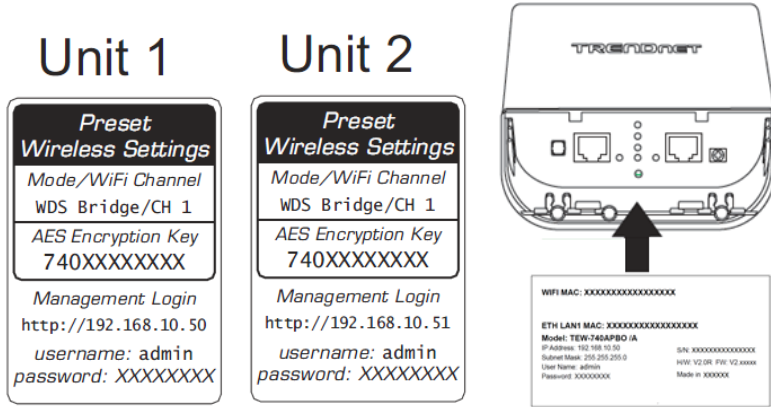 Unit 1
Preset
Wireless Settings
Mode/WiFi Channel
WDS Bridge/CH 1
AES Encryption Key
740XXXXXXXX
Management Login
http://192.168.10.50
username: admin
password: XXXXXXXX
Unit 2
Preset
Wireless Settings
Mode/WiFi Channel
WDS Bridge/CH 1
AES Encryption Key
740XXXXXXXX
Management Login
http://192.168.10.51
username: admin
password: XXXXXXXX
TRENDNET
WIFI MAC: XXXXXXXXXXXXXXXXX
ETH LAN1 MAC: XXXXXXXXXXXXXXXXX
Model: TEW-740APBO /A
IP Address: 192.168.10.50
Subnet Mask: 255.255.255.0
User Name: admin
Password: XXXXXXXX
S/N: XXXXXXXXXXXXXXX
H/W: V2.0R FW: V2.xxxxx
Made in XXXXXX